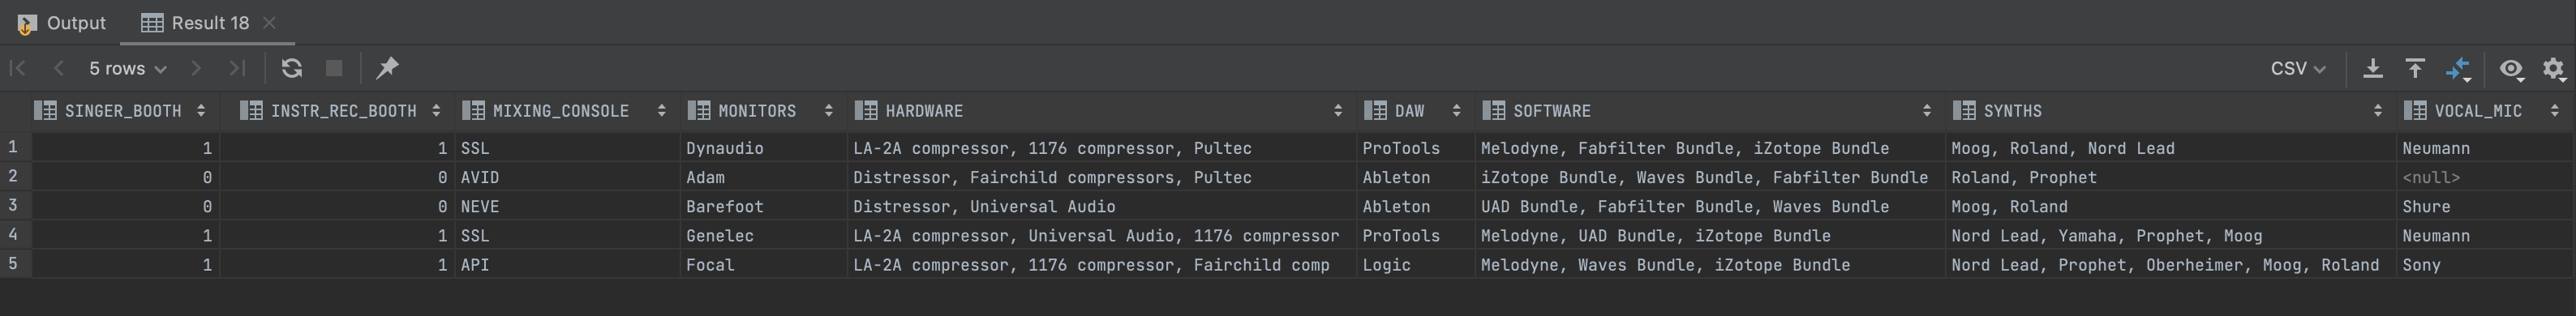 Output Result 18
5 rows CSV
SINGER_BOOTH INSTR_REC_BOOTH MIXING_CONSOLE MONITORS HARDWARE DAW SOFTWARE SYNTHS VOCAL_MIC
1 1 1 SSL Dynaudio LA-2A compressor, 1176 compressor, Pultec ProTools Melodyne, Fabfilter Bundle, iZotope Bundle Moog, Roland, Nord Lead Neumann
2 0 0 AVID Adam Distressor, Fairchild compressors, Pultec Ableton iZotope Bundle, Waves Bundle, Fabfilter Bundle Roland, Prophet <null>
3 0 0 NEVE Barefoot Distressor, Universal Audio Ableton UAD Bundle, Fabfilter Bundle, Waves Bundle Moog, Roland Shure
4 1 1 SSL Genelec LA-2A compressor, Universal Audio, 1176 compressor ProTools Melodyne, UAD Bundle, iZotope Bundle Nord Lead, Yamaha, Prophet, Moog Neumann
5 1 1 API Focal LA-2A compressor, 1176 compressor, Fairchild comp Logic Melodyne, Waves Bundle, iZotope Bundle Nord Lead, Prophet, Oberheimer, Moog, Roland Sony